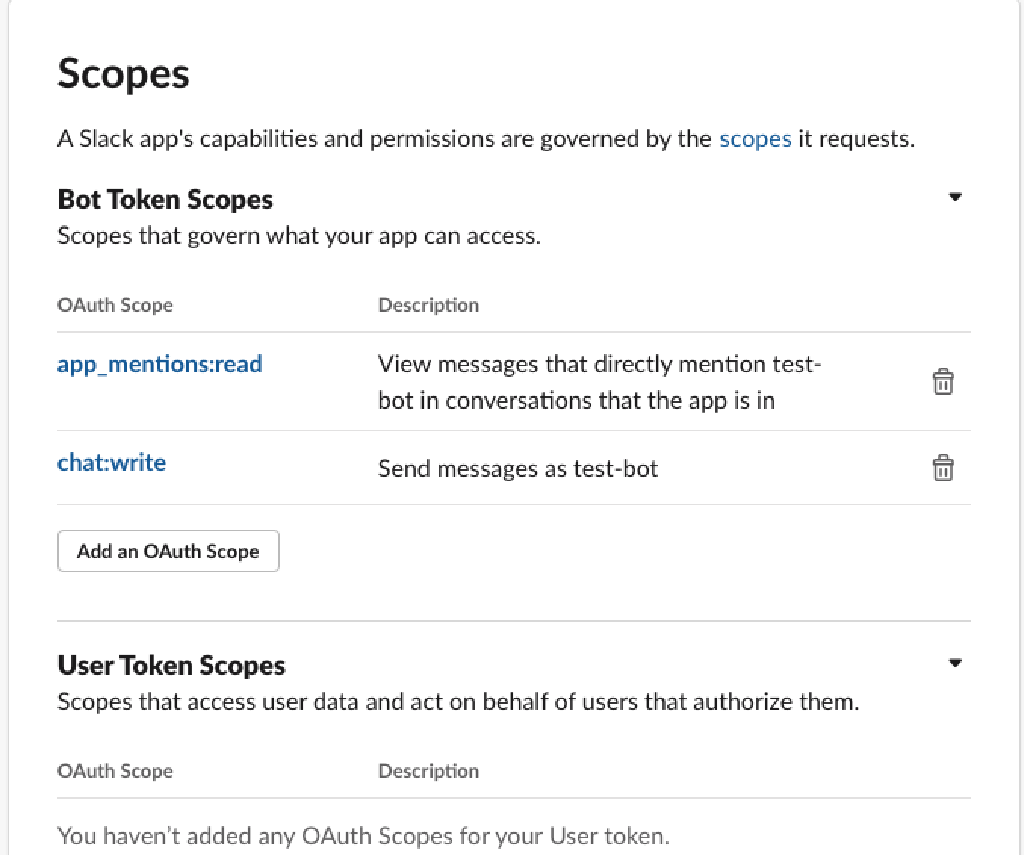 Scopes
A Slack app's capabilities and permissions are governed by the scopes it requests.
Bot Token Scopes
Scopes that govern what your app can access.
OAuth Scope Description
app_mentions:read View messages that directly mention test-
bot in conversations that the app is in
chat:write Send messages as test-bot
Add an OAuth Scope
User Token Scopes
Scopes that access user data and act on behalf of users that authorize them.
OAuth Scope Description
You haven’t added any OAuth Scopes for your User token.